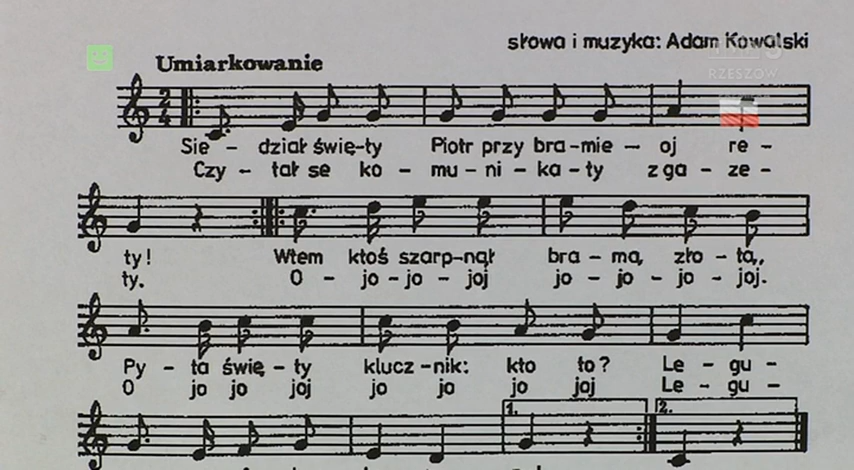 słowa i muzyka: Adam Kowalski
RZESZÓW
Umiarkowanie
2
4
Sie – dział świę-ty Piotr przy bra-mie – oj re –
Czy – tał se ko – mu – ni – ka – ty z ga – ze –
ty! Wtem ktoś szarp-nął bra – mą, zło – tą,
ty. O – jo – jo – joj jo – jo – jo – joj.
Py – ta świę – ty klucz-nik: kto to? Le – gu –
O jo jo joj jo jo jo joj Le – gu –
1. 2.